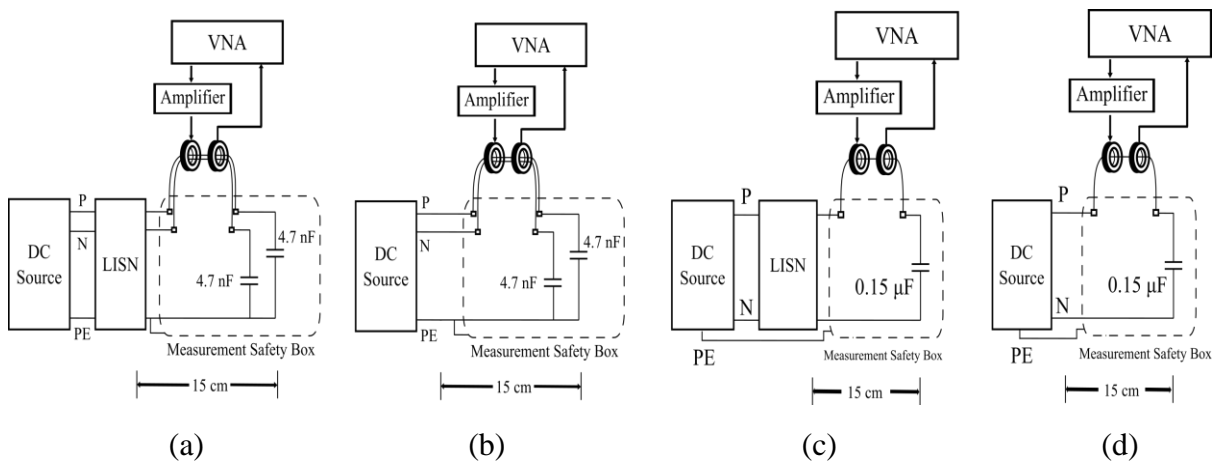 VNA
Amplifier
P
N
DC
Source
LISN
4.7 nF
4.7 nF
PE
Measurement Safety Box
15 cm
(a)
VNA
Amplifier
P
N
DC
Source
4.7 nF
4.7 nF
PE
Measurement Safety Box
15 cm
(b)
VNA
Amplifier
P
DC
Source
LISN
0.15 μF
N
PE
Measurement Safety Box
15 cm
(c)
VNA
Amplifier
P
DC
Source
0.15 μF
N
PE
Measurement Safety Box
15 cm
(d)